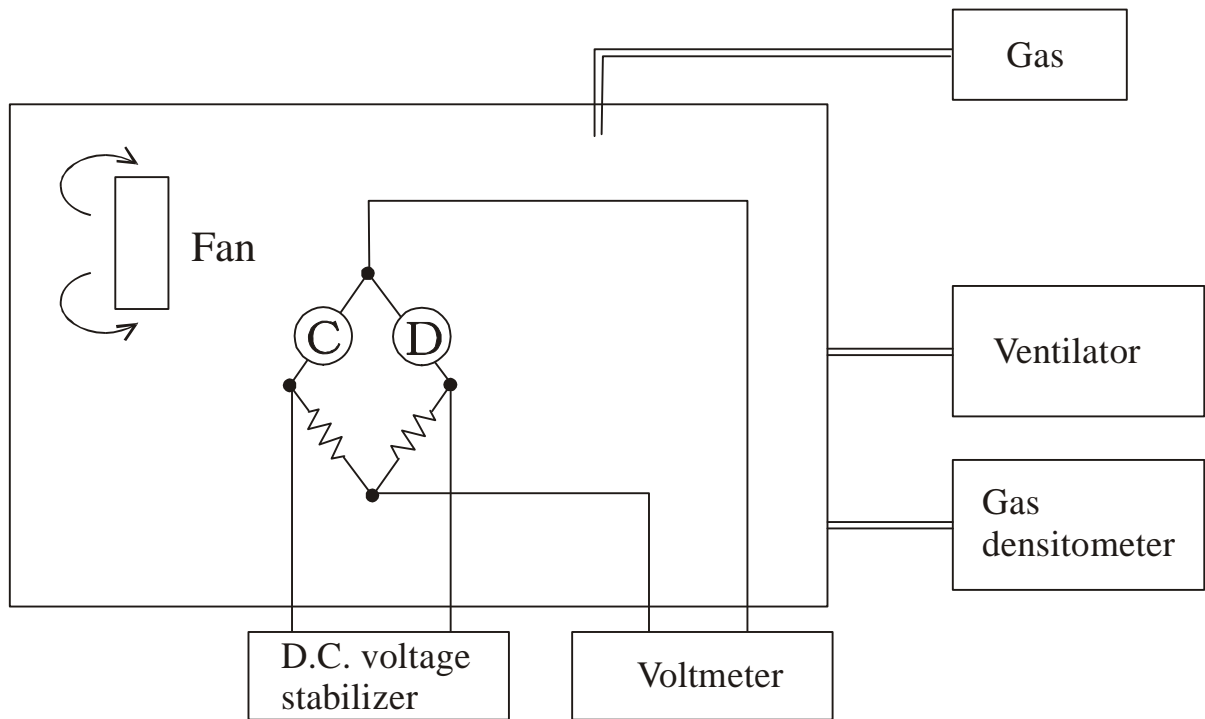 Gas
Fan
C
D
Ventilator
Gas
densitometer
D.C. voltage
stabilizer
Voltmeter